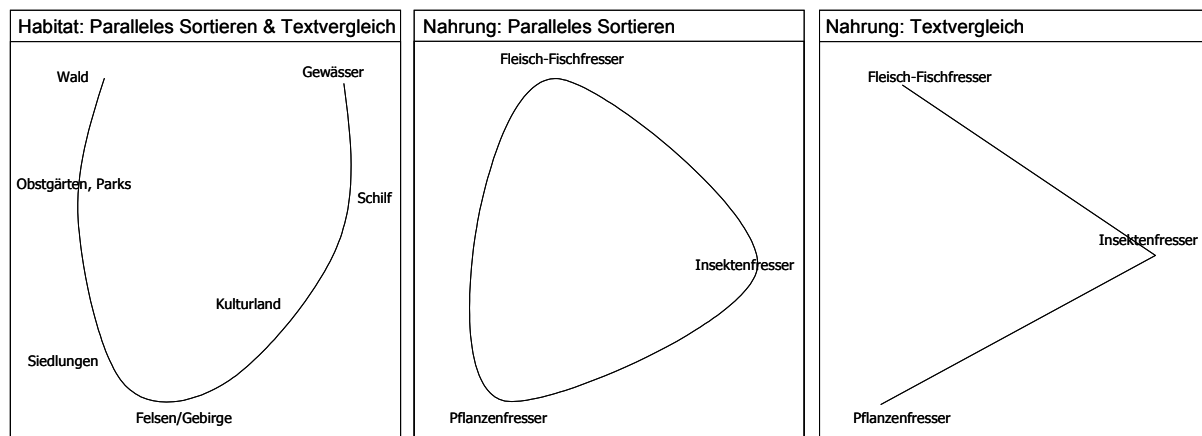 Habitat: Paralleles Sortieren & Textvergleich
Wald
Gewässer
Obstgärten, Parks
Schilf
Kulturland
Siedlungen
Felsen/Gebirge
Nahrung: Paralleles Sortieren
Fleisch-Fischfresser
Insektenfresser
Pflanzenfresser
Nahrung: Textvergleich
Fleisch-Fischfresser
Insektenfresser
Pflanzenfresser